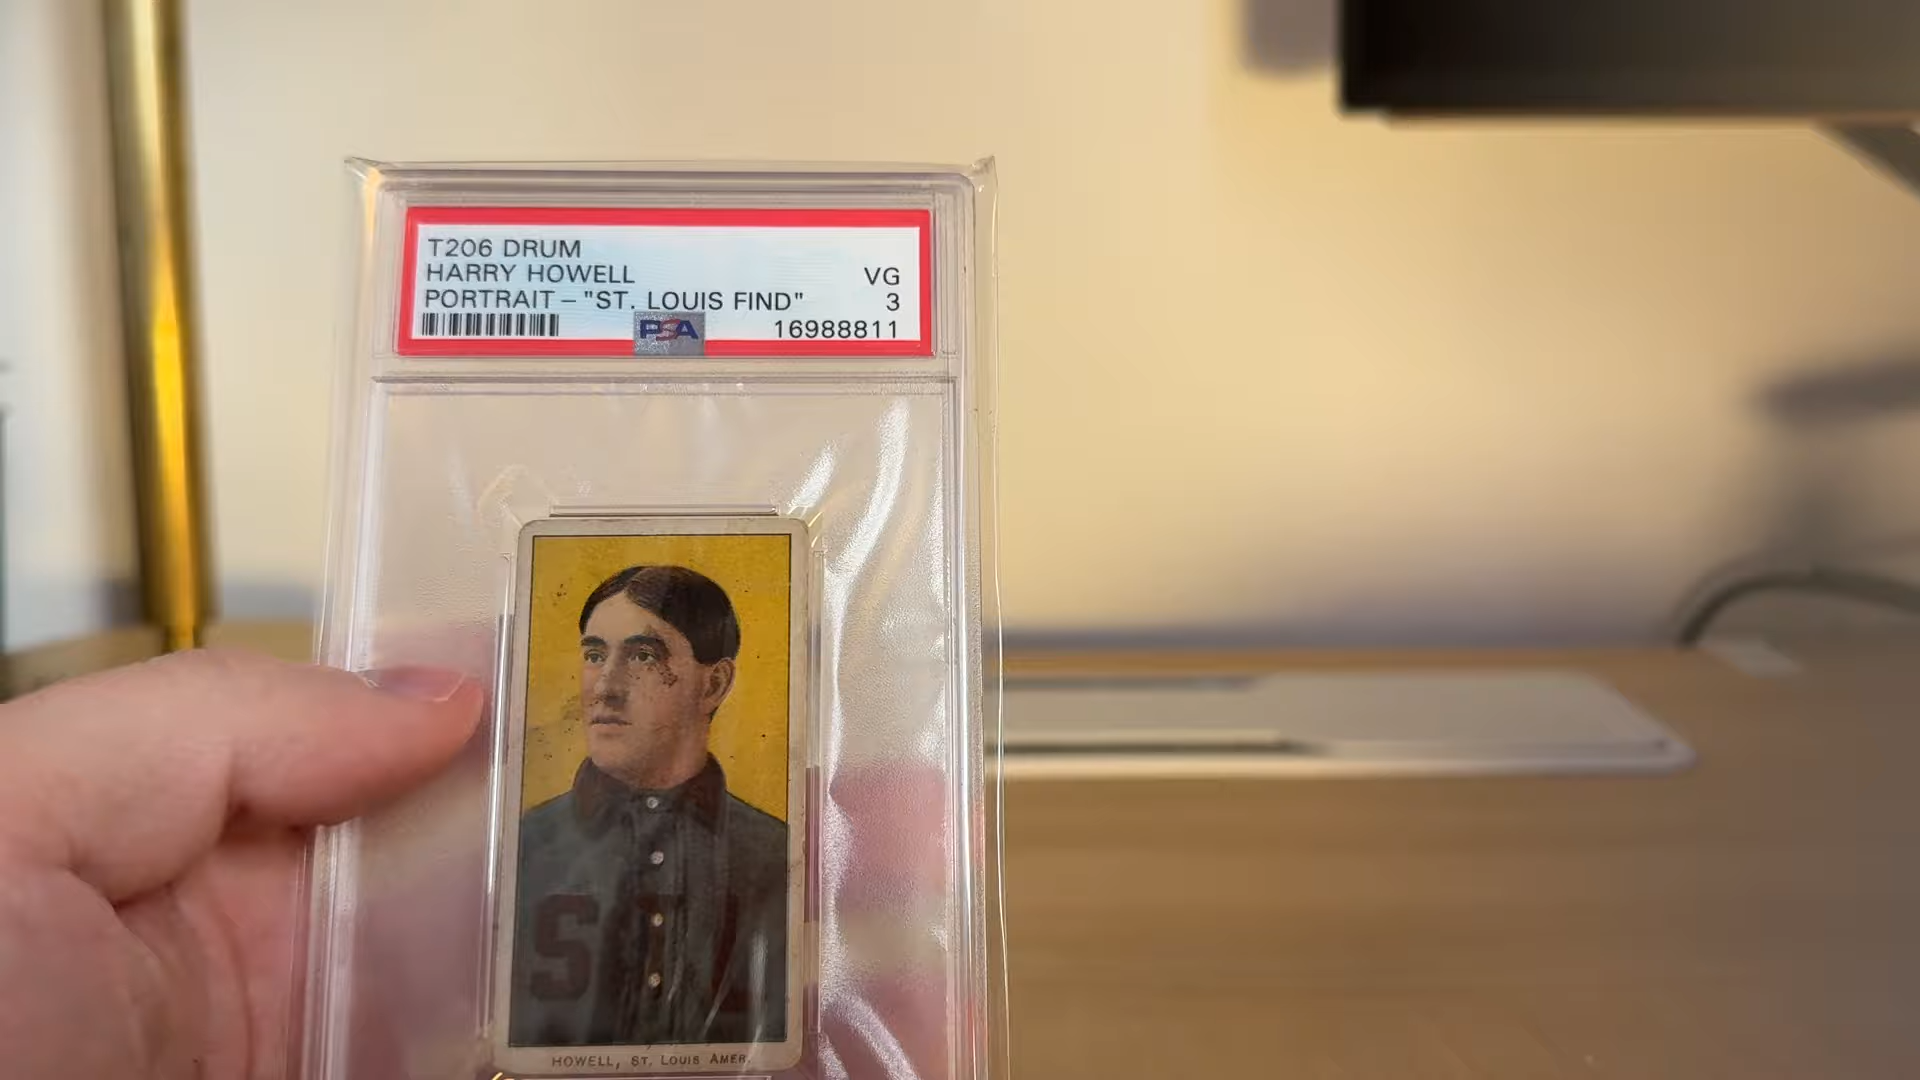 T206 DRUM
HARRY HOWELL VG
PORTRAIT – "ST. LOUIS FIND" 3
PSA 16988811
S L
HOWELL, ST. LOUIS AMER.